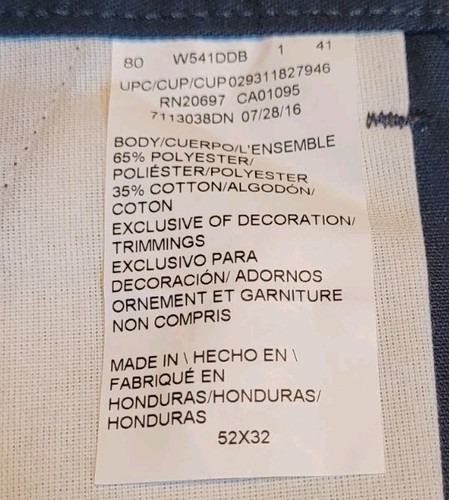 80 W541DDB 1 41
UPC/CUP/CUP029311827946
RN20697 CA01095
7113038DN 07/28/16
BODY/CUERPO/L'ENSEMBLE
65% POLYESTER/
POLIÉSTER/POLYESTER
35% COTTON/ALGODÓN/
COTON
EXCLUSIVE OF DECORATION/
TRIMMINGS
EXCLUSIVO PARA
DECORACIÓN/ ADORNOS
ORNEMENT ET GARNITURE
NON COMPRIS
MADE IN \ HECHO EN \
FABRIQUÉ EN
HONDURAS/HONDURAS/
HONDURAS
52X32